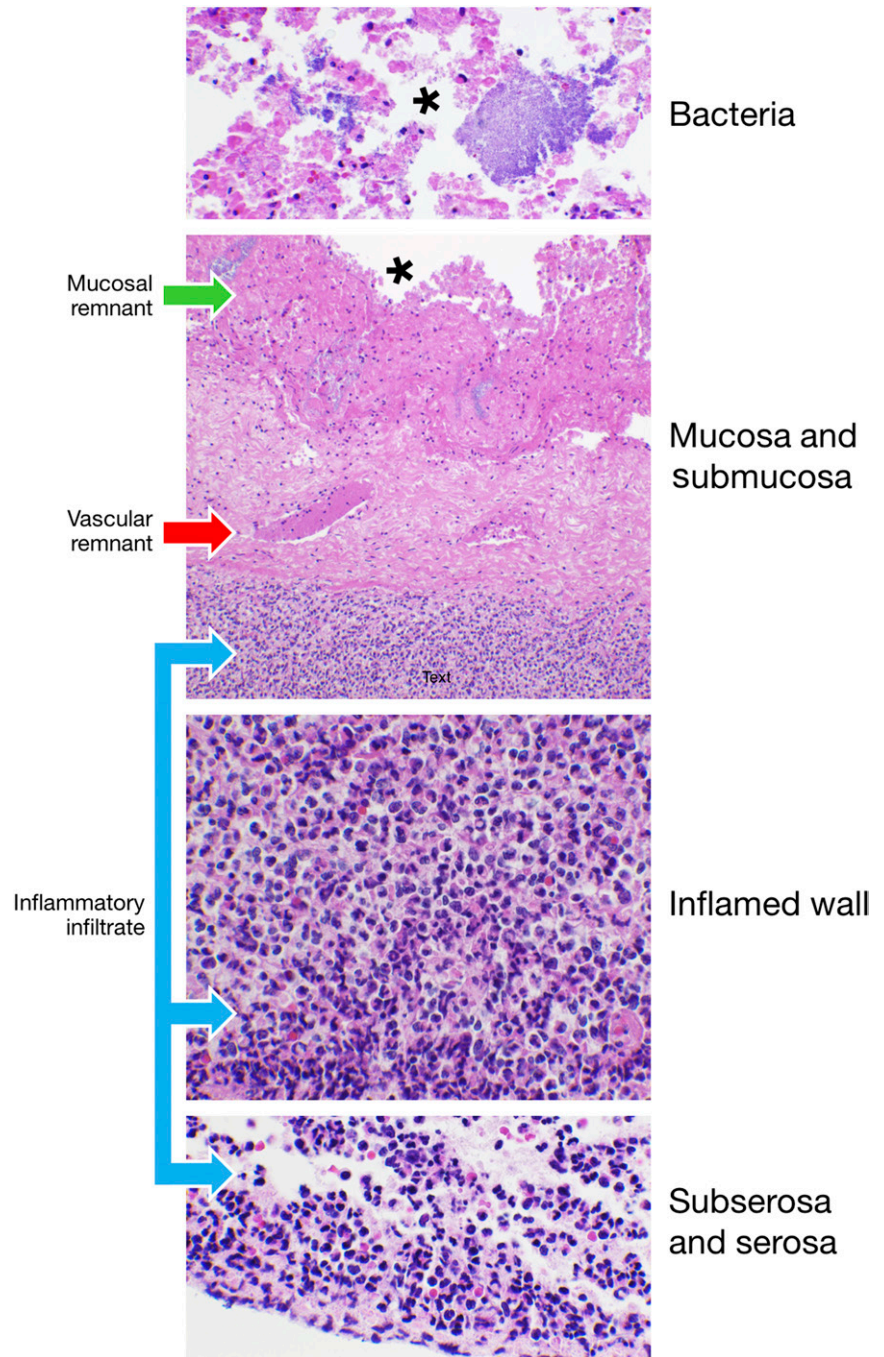 *
Bacteria
*
Mucosal
remnant
Mucosa and
submucosa
Vascular
remnant
Text
Inflammatory
infiltrate
Inflamed wall
Subserosa
and serosa